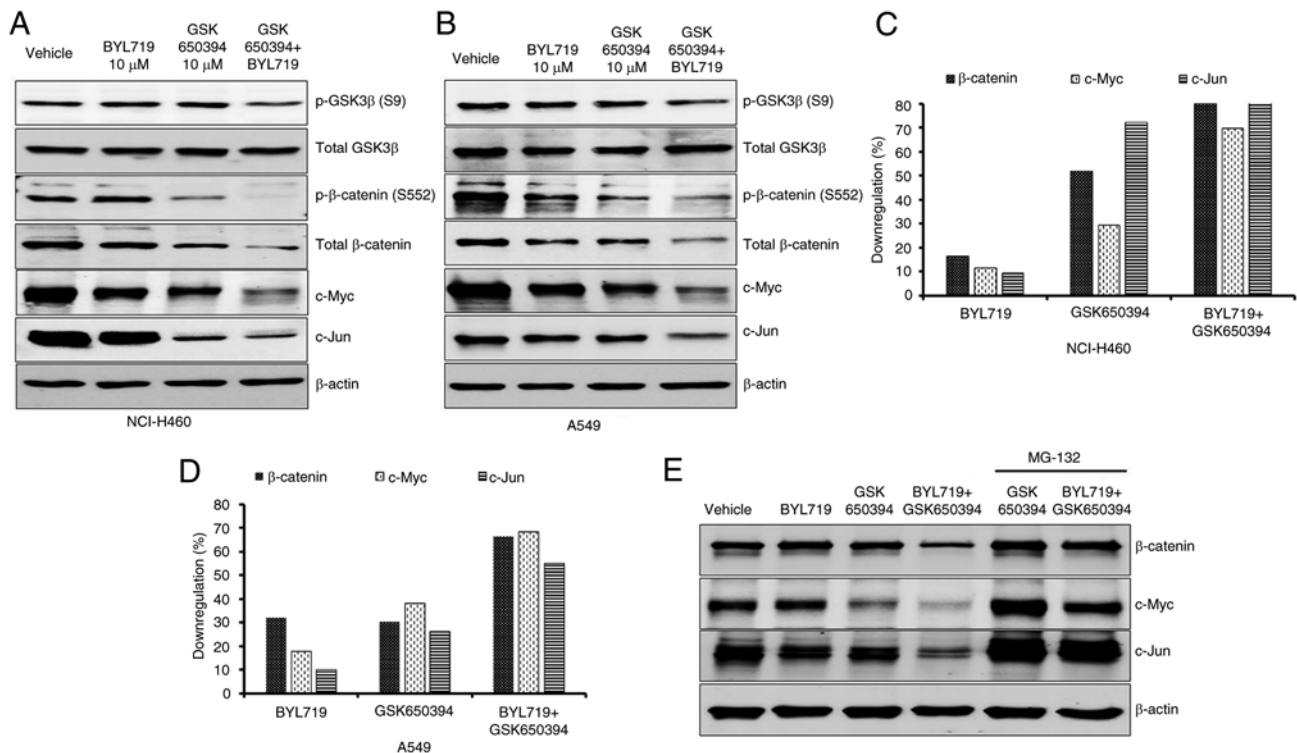 A
Vehicle
BYL719
10 μM
GSK
650394
10 μM
GSK
650394+
BYL719
p-GSK3β (S9)
Total GSK3β
p-β-catenin (S552)
Total β-catenin
c-Myc
c-Jun
β-actin
NCI-H460
B
Vehicle
BYL719
10 μM
GSK
650394
10 μM
GSK
650394+
BYL719
p-GSK3β (S9)
Total GSK3β
p-β-catenin (S552)
Total β-catenin
c-Myc
c-Jun
β-actin
A549
C
β-catenin
c-Myc
c-Jun
Downregulation (%)
80
70
60
50
40
30
20
10
0
BYL719
GSK650394
BYL719+
GSK650394
NCI-H460
D
β-catenin
c-Myc
c-Jun
Downregulation (%)
80
70
60
50
40
30
20
10
0
BYL719
GSK650394
BYL719+
GSK650394
A549
E
MG-132
Vehicle
BYL719
GSK
650394
BYL719+
GSK650394
GSK
650394
BYL719+
GSK650394
β-catenin
c-Myc
c-Jun
β-actin